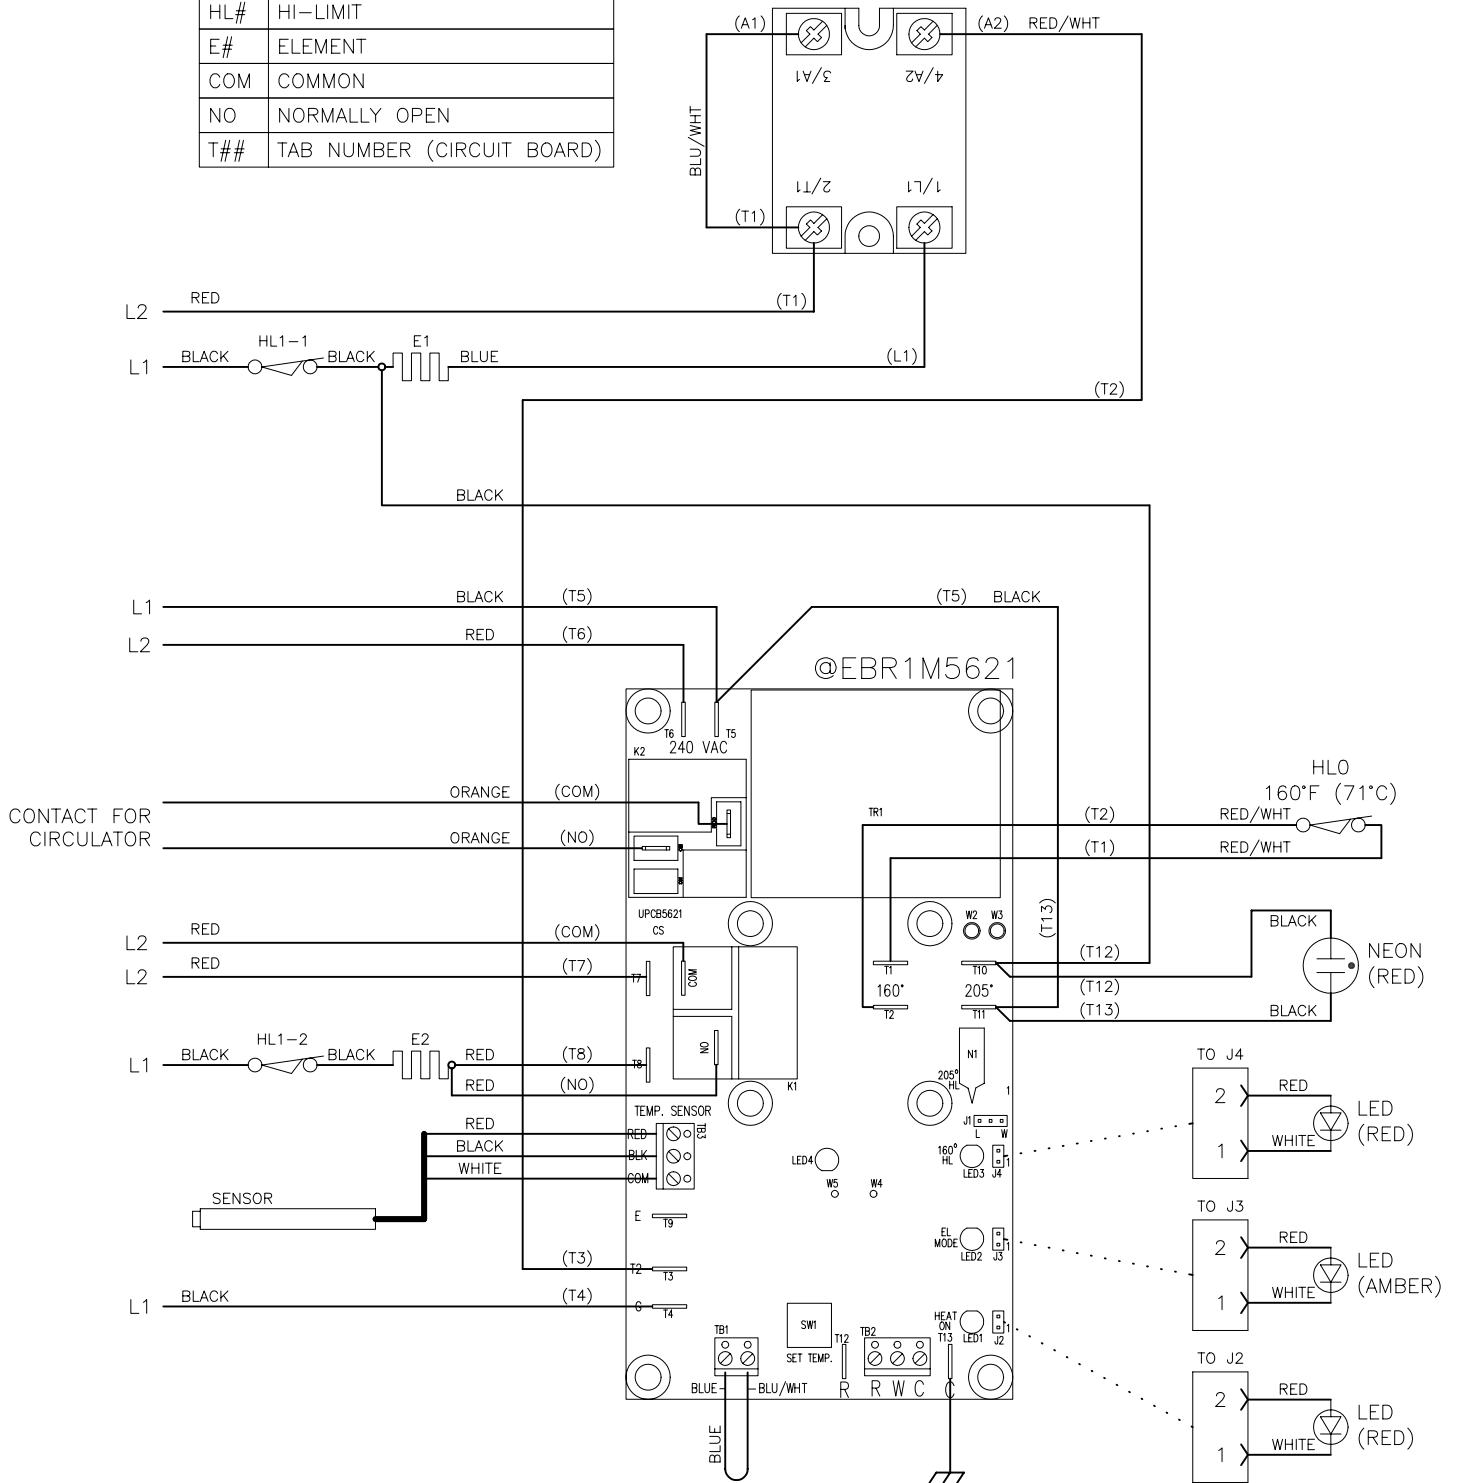 HL# HI-LIMIT
E# ELEMENT
COM COMMON
NO NORMALLY OPEN
T## TAB NUMBER (CIRCUIT BOARD)
(A1)
(A2) RED/WHT
3/A1
4/A2
BLU/WHT
2/T1
1/L1
(T1)
L2 RED (T1)
L1 BLACK HL1-1 BLACK E1 BLUE (L1)
(T2)
BLACK
L1 BLACK (T5)
(T5) BLACK
L2 RED (T6)
@EBR1M5621
T6
T5
240 VAC
K2
TR1
CONTACT FOR
CIRCULATOR
ORANGE (COM)
ORANGE (NO)
HL0
160°F (71°C)
(T2) RED/WHT
(T1) RED/WHT
(T13)
UPCB5621
CS
W2 W3
L2 RED (COM)
L2 RED (T7)
T7
COM
T1
T10
160°
205°
T2
T11
(T12)
(T12)
(T13)
BLACK
BLACK
NEON
(RED)
L1 BLACK HL1-2 BLACK E2 RED (T8)
RED (NO)
T8
NO
K1
N1
205°
HL
1
J1
L W
TEMP. SENSOR
TB3
RED RED
BLACK BLK
WHITE COM
SENSOR
LED4
W5
W4
160°
HL
LED3
J4
1
E
T9
EL
MODE
LED2
J3
1
(T3)
T2
T3
L1 BLACK (T4)
G
T4
HEAT
ON
LED1
J2
1
TB1
SW1
SET TEMP.
T12
TB2
T13
BLUE
BLU/WHT
R
R W C
C
BLUE
TO J4
2 RED
1 WHITE
LED
(RED)
TO J3
2 RED
1 WHITE
LED
(AMBER)
TO J2
2 RED
1 WHITE
LED
(RED)